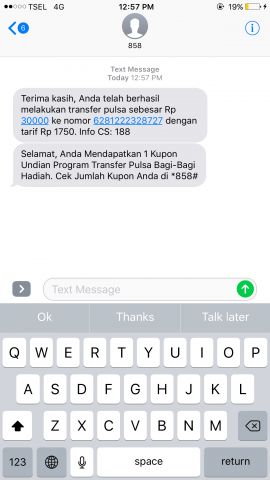 TSEL 4G 12:57 PM 19%
6
858
Text Message
Today 12:57 PM
Terima kasih, Anda telah berhasil
melakukan transfer pulsa sebesar Rp
30000 ke nomor 6281222328727 dengan
tarif Rp 1750. Info CS: 188
Selamat, Anda Mendapatkan 1 Kupon
Undian Program Transfer Pulsa Bagi-Bagi
Hadiah. Cek Jumlah Kupon Anda di *858#
Text Message
Ok Thanks Talk later
Q W E R T Y U I O P
A S D F G H J K L
Z X C V B N M
123 space return